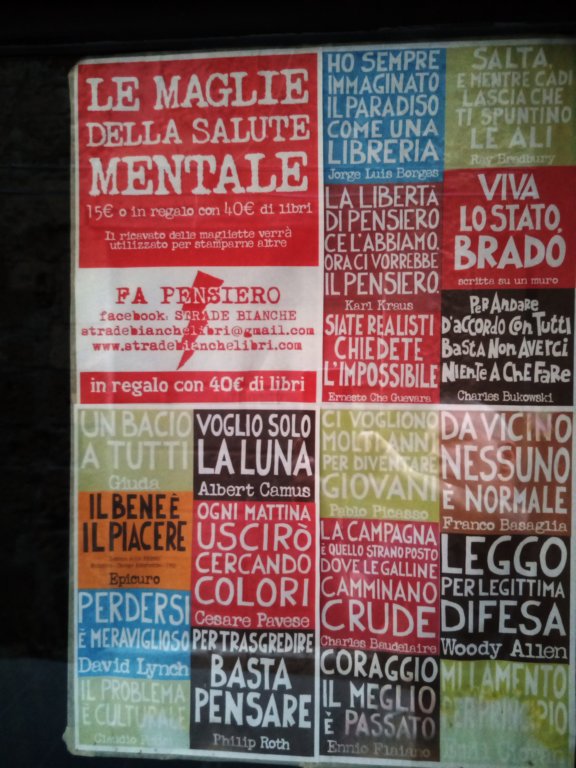 LE MAGLIE
DELLA SALUTE
MENTALE
15€ o in regalo con 40€ di libri
Il ricavato delle magliette verrà
utilizzato per stamparne altre
FA PENSIERO
facebook: STRADE BIANCHE
stradebianchelibri@gmail.com
www.stradebianchelibri.com
in regalo con 40€ di libri
HO SEMPRE
IMMAGINATO
IL PARADISO
COME UNA
LIBRERIA
Jorge Luis Borges
SALTA,
E MENTRE CADI
LASCIA CHE
TI SPUNTINO
LE ALI
Ray Bradbury
LA LIBERTÀ
DI PENSIERO
CE L'ABBIAMO.
ORA CI VORREBBE
IL PENSIERO.
Karl Kraus
VIVA
LO STATO,
BRADO
scritta su un muro
SIATE REALISTI
CHIEDETE
L'IMPOSSIBILE
Ernesto Che Guevara
PER ANDARE
D'ACCORDO CON TUTTI
BASTA NON AVERCI
NIENTE A CHE FARE
Charles Bukowski
UN BACIO
A TUTTI
Giuda
VOGLIO SOLO
LA LUNA
Albert Camus
CI VOGLIONO
MOLTI ANNI
PER DIVENTARE
GIOVANI
Pablo Picasso
DA VICINO
NESSUNO
È NORMALE
Franco Basaglia
IL BENE È
IL PIACERE
Epicuro
OGNI MATTINA
USCIRÒ
CERCANDO
COLORI
Cesare Pavese
LA CAMPAGNA
È QUELLO STRANO POSTO
DOVE LE GALLINE
CAMMINANO
CRUDE
Charles Baudelaire
LEGGO
PER LEGITTIMA
DIFESA
Woody Allen
PERDERSI
È MERAVIGLIOSO
David Lynch
PER TRASGREDIRE
BASTA
PENSARE
Philip Roth
CORAGGIO
IL MEGLIO
È PASSATO
Ennio Flaiano
MI LAMENTO
PER PRINCIPIO
IL PROBLEMA
È CULTURALE
Claudio